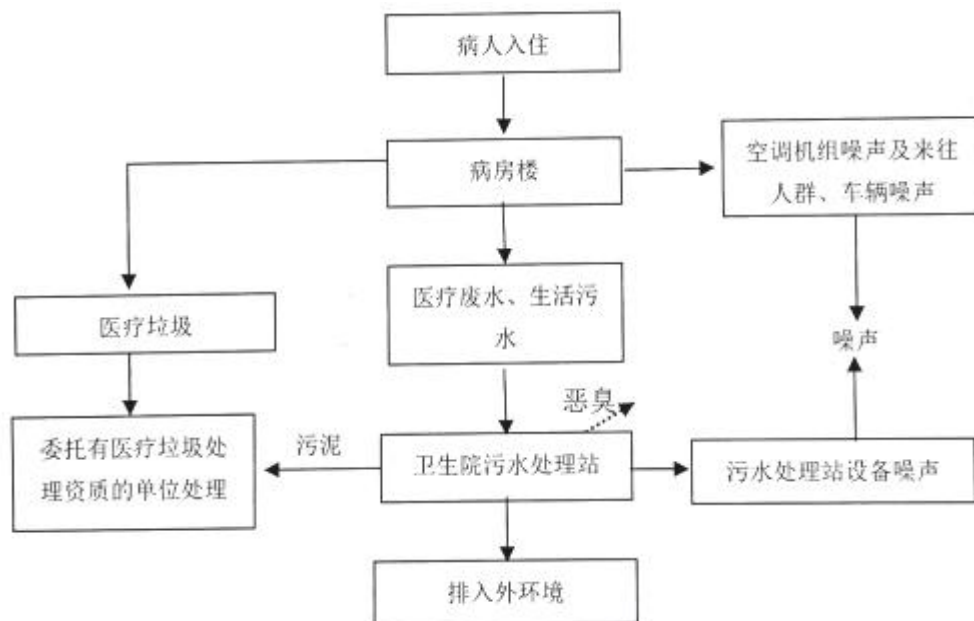 病人入住
病房楼
空调机组噪声及来往
人群、车辆噪声
医疗废水、生活污
水
医疗垃圾
噪声
恶臭
委托有医疗垃圾处
理资质的单位处理
污泥
卫生院污水处理站
污水处理站设备噪声
排入外环境